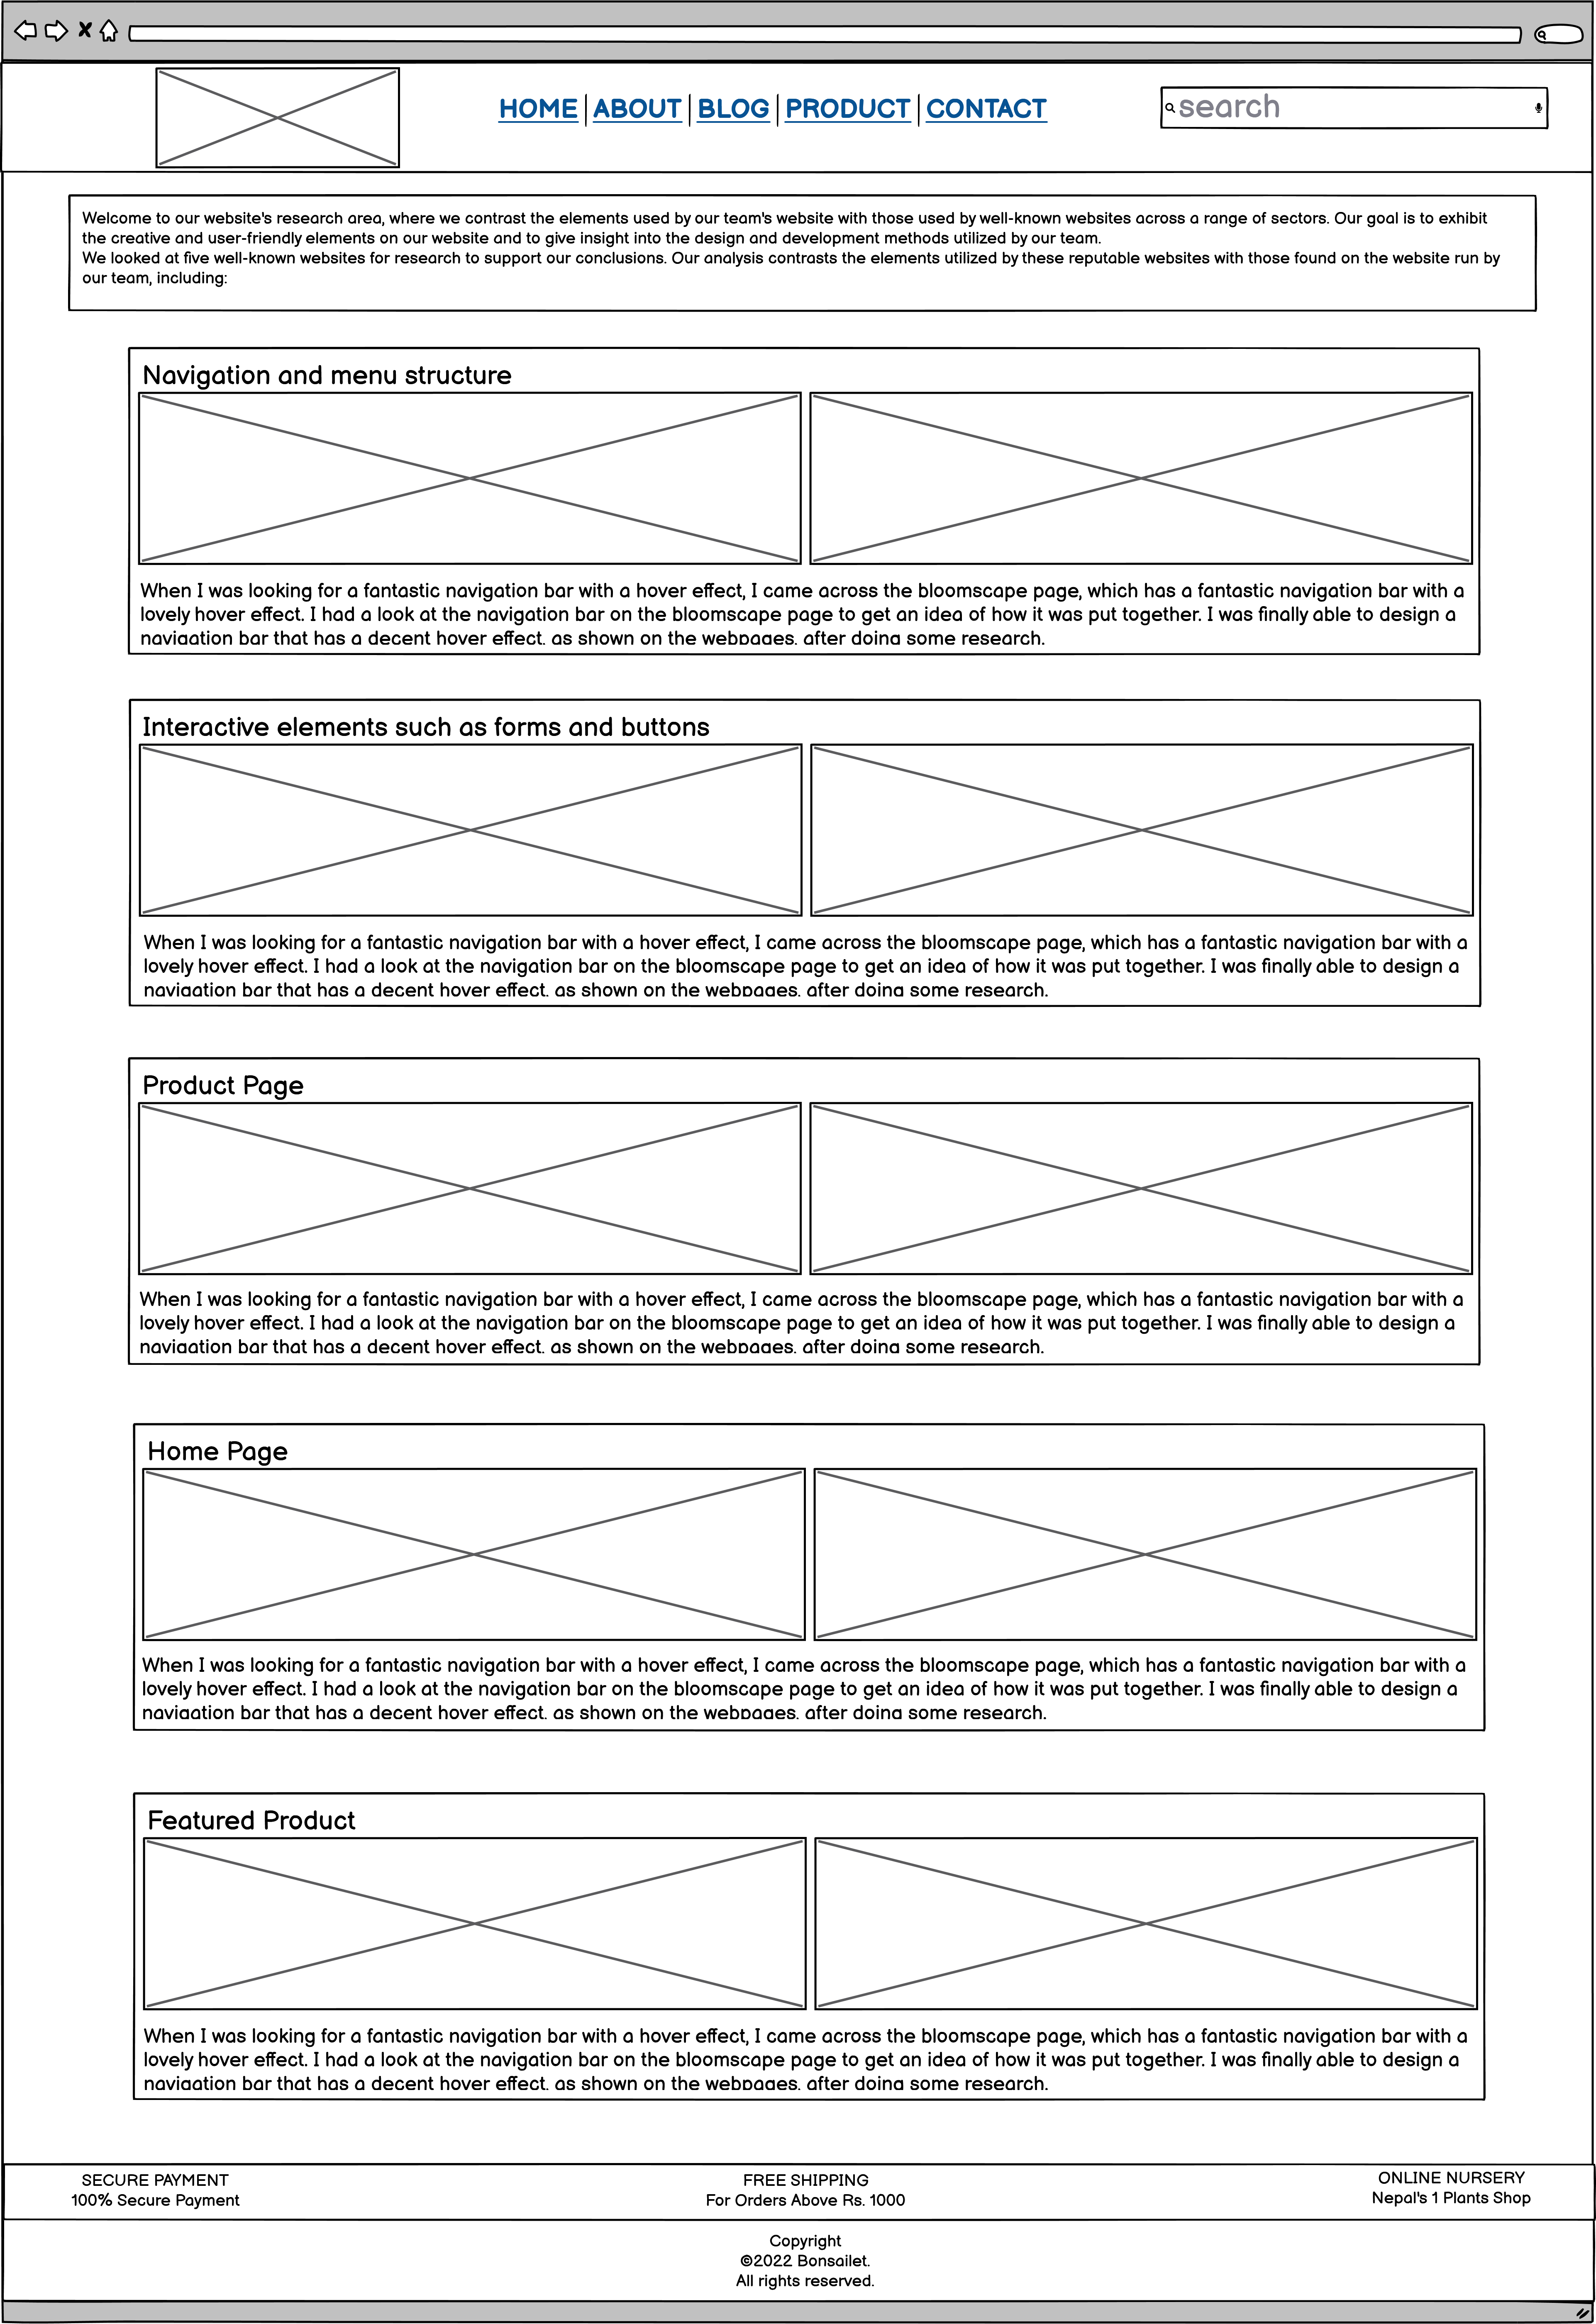 HOME | ABOUT | BLOG | PRODUCT | CONTACT
search
Welcome to our website's research area, where we contrast the elements used by our team's website with those used by well-known websites across a range of sectors. Our goal is to exhibit
the creative and user-friendly elements on our website and to give insight into the design and development methods utilized by our team.
We looked at five well-known websites for research to support our conclusions. Our analysis contrasts the elements utilized by these reputable websites with those found on the website run by
our team, including:
Navigation and menu structure
When I was looking for a fantastic navigation bar with a hover effect, I came across the bloomscape page, which has a fantastic navigation bar with a
lovely hover effect. I had a look at the navigation bar on the bloomscape page to get an idea of how it was put together. I was finally able to design a
navigation bar that has a decent hover effect, as shown on the webpages, after doing some research.
Interactive elements such as forms and buttons
When I was looking for a fantastic navigation bar with a hover effect, I came across the bloomscape page, which has a fantastic navigation bar with a
lovely hover effect. I had a look at the navigation bar on the bloomscape page to get an idea of how it was put together. I was finally able to design a
navigation bar that has a decent hover effect, as shown on the webpages, after doing some research.
Product Page
When I was looking for a fantastic navigation bar with a hover effect, I came across the bloomscape page, which has a fantastic navigation bar with a
lovely hover effect. I had a look at the navigation bar on the bloomscape page to get an idea of how it was put together. I was finally able to design a
navigation bar that has a decent hover effect, as shown on the webpages, after doing some research.
Home Page
When I was looking for a fantastic navigation bar with a hover effect, I came across the bloomscape page, which has a fantastic navigation bar with a
lovely hover effect. I had a look at the navigation bar on the bloomscape page to get an idea of how it was put together. I was finally able to design a
navigation bar that has a decent hover effect, as shown on the webpages, after doing some research.
Featured Product
When I was looking for a fantastic navigation bar with a hover effect, I came across the bloomscape page, which has a fantastic navigation bar with a
lovely hover effect. I had a look at the navigation bar on the bloomscape page to get an idea of how it was put together. I was finally able to design a
navigation bar that has a decent hover effect, as shown on the webpages, after doing some research.
SECURE PAYMENT
100% Secure Payment
FREE SHIPPING
For Orders Above Rs. 1000
ONLINE NURSERY
Nepal's 1 Plants Shop
Copyright
©2022 Bonsailet.
All rights reserved.